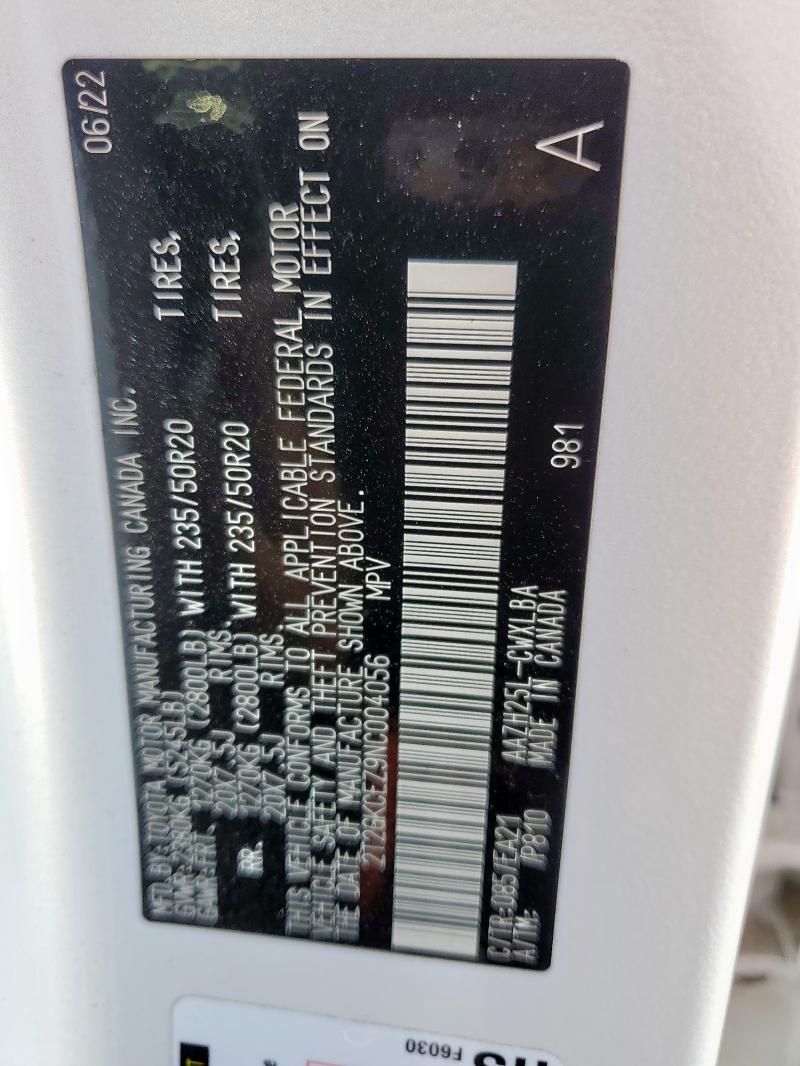 MFD.BY:TOYOTA MOTOR MANUFACTURING CANADA INC. 06/22
GVWR: (5245LB)
GAWR:FRT. 1270KG (2800LB) WITH 235/50R20 TIRES,
20X7.5J RIMS.
RR. 1270KG (2800LB) WITH 235/50R20 TIRES,
20X7.5J RIMS.
THIS VEHICLE CONFORMS TO ALL APPLICABLE FEDERAL MOTOR
VEHICLE SAFETY AND THEFT PREVENTION STANDARDS IN EFFECT ON
THE DATE OF MANUFACTURE SHOWN ABOVE.
MPV
C/TR:085/EA21 AAZH25L-CWXLBA
A/TM: /P810 MADE IN CANADA 981
A
F6030